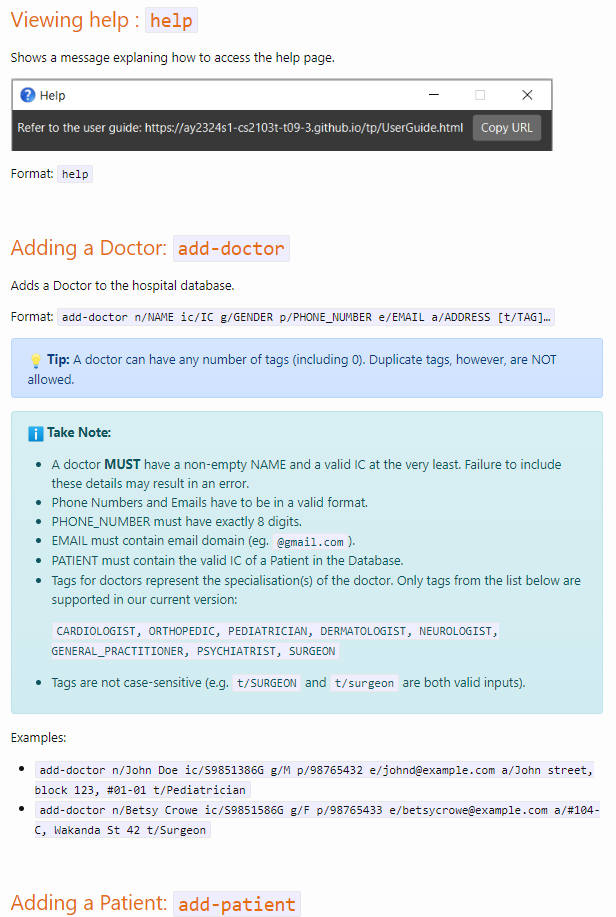 Viewing help : help
Shows a message explaning how to access the help page.
Help
Refer to the user guide: https://ay2324s1-cs2103t-t09-3.github.io/tp/UserGuide.html Copy URL
Format: help
Adding a Doctor: add-doctor
Adds a Doctor to the hospital database.
Format: add-doctor n/NAME ic/IC g/GENDER p/PHONE_NUMBER e/EMAIL a/ADDRESS [t/TAG]…
💡 Tip: A doctor can have any number of tags (including 0). Duplicate tags, however, are NOT
allowed.
ℹ️ Take Note:
• A doctor MUST have a non-empty NAME and a valid IC at the very least. Failure to include
these details may result in an error.
• Phone Numbers and Emails have to be in a valid format.
• PHONE_NUMBER must have exactly 8 digits.
• EMAIL must contain email domain (eg. @gmail.com ).
• PATIENT must contain the valid IC of a Patient in the Database.
• Tags for doctors represent the specialisation(s) of the doctor. Only tags from the list below are
supported in our current version:
CARDIOLOGIST, ORTHOPEDIC, PEDIATRICIAN, DERMATOLOGIST, NEUROLOGIST,
GENERAL_PRACTITIONER, PSYCHIATRIST, SURGEON
• Tags are not case-sensitive (e.g. t/SURGEON and t/surgeon are both valid inputs).
Examples:
• add-doctor n/John Doe ic/S9851386G g/M p/98765432 e/johnd@example.com a/John street,
block 123, #01-01 t/Pediatrician
• add-doctor n/Betsy Crowe ic/S9851586G g/F p/98765433 e/betsycrowe@example.com a/#104-
C, Wakanda St 42 t/Surgeon
Adding a Patient: add-patient